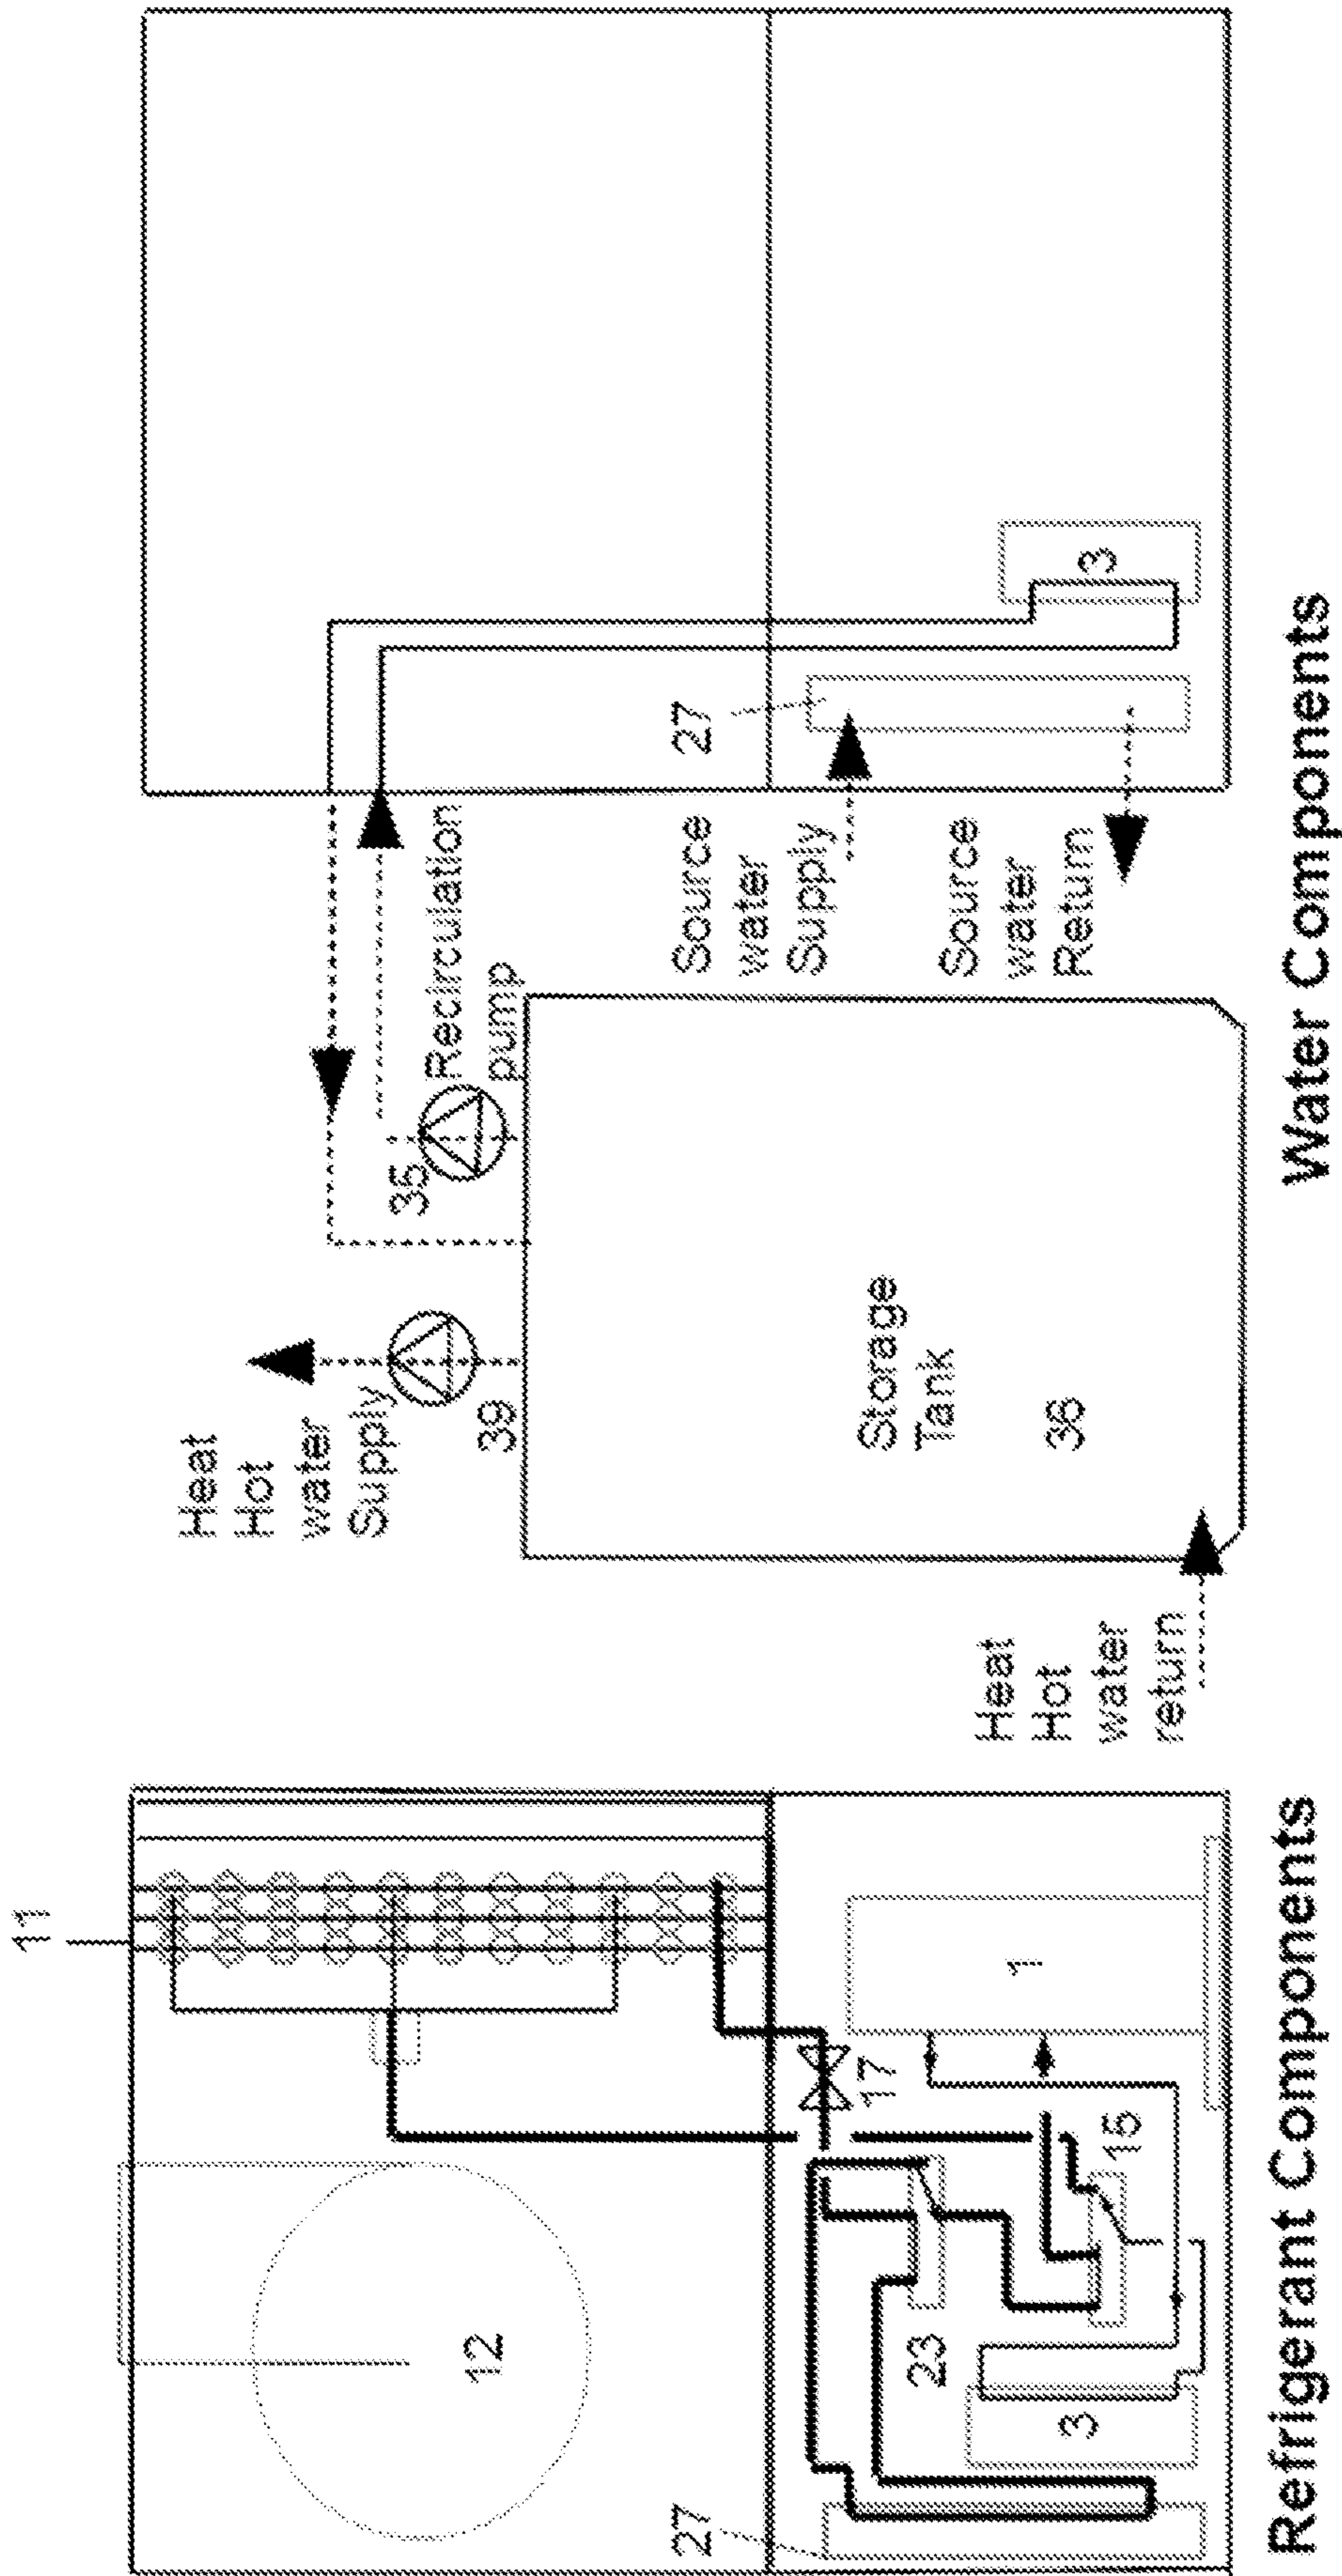 11
12
27
17
1
23
15
3
Refrigerant Components
Heat
Hot
water
Supply
39
35
Recirculation
pump
Storage
Tank
36
Heat
Hot
water
return
27
Source
water
Supply
Source
water
Return
3
Water Components